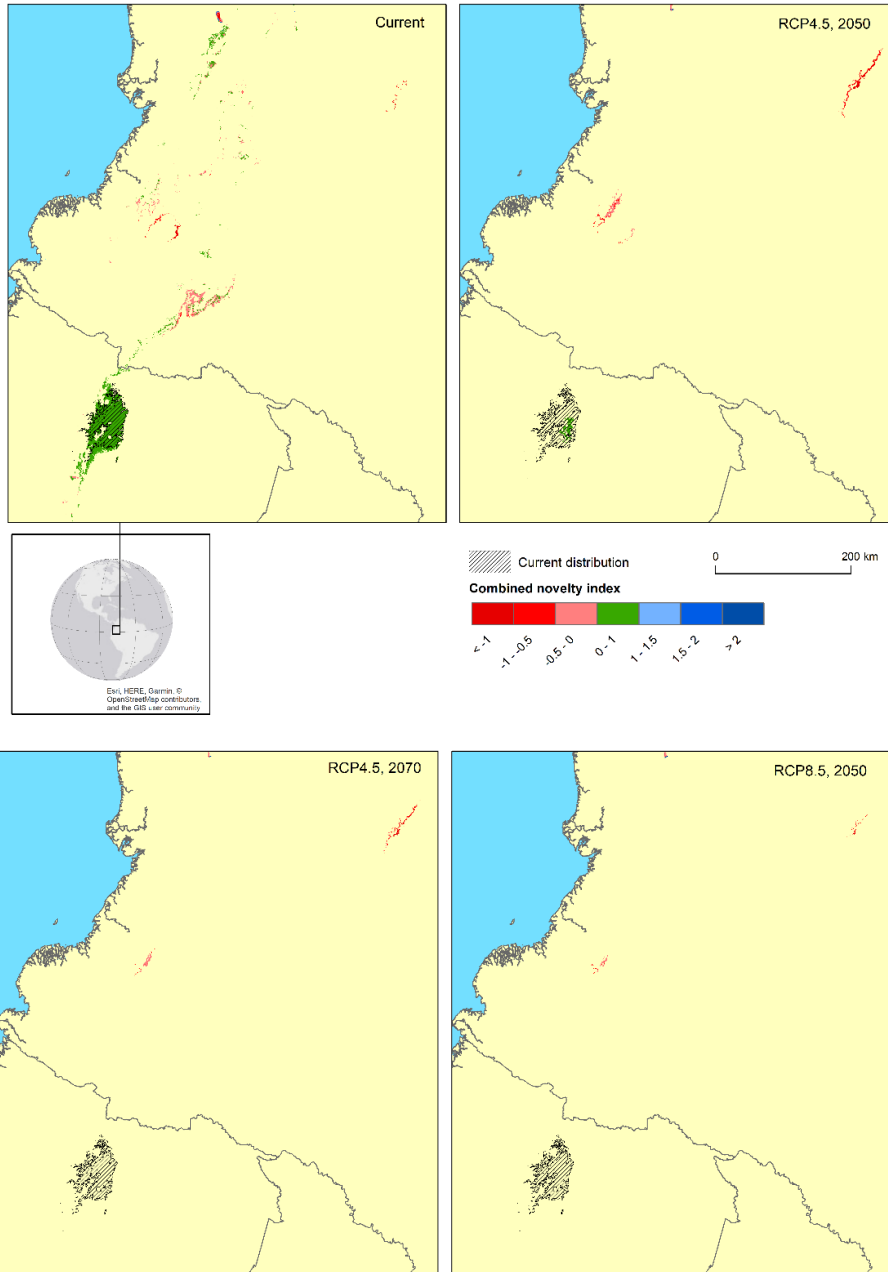 Current
RCP4.5, 2050
Esri, HERE, Garmin, ©
OpenStreetMap contributors,
and the GIS user community
Current distribution
0
200 km
Combined novelty index
< -1
-1 - -0.5
-0.5 - 0
0 - 1
1 - 1.5
1.5 - 2
> 2
RCP4.5, 2070
RCP8.5, 2050